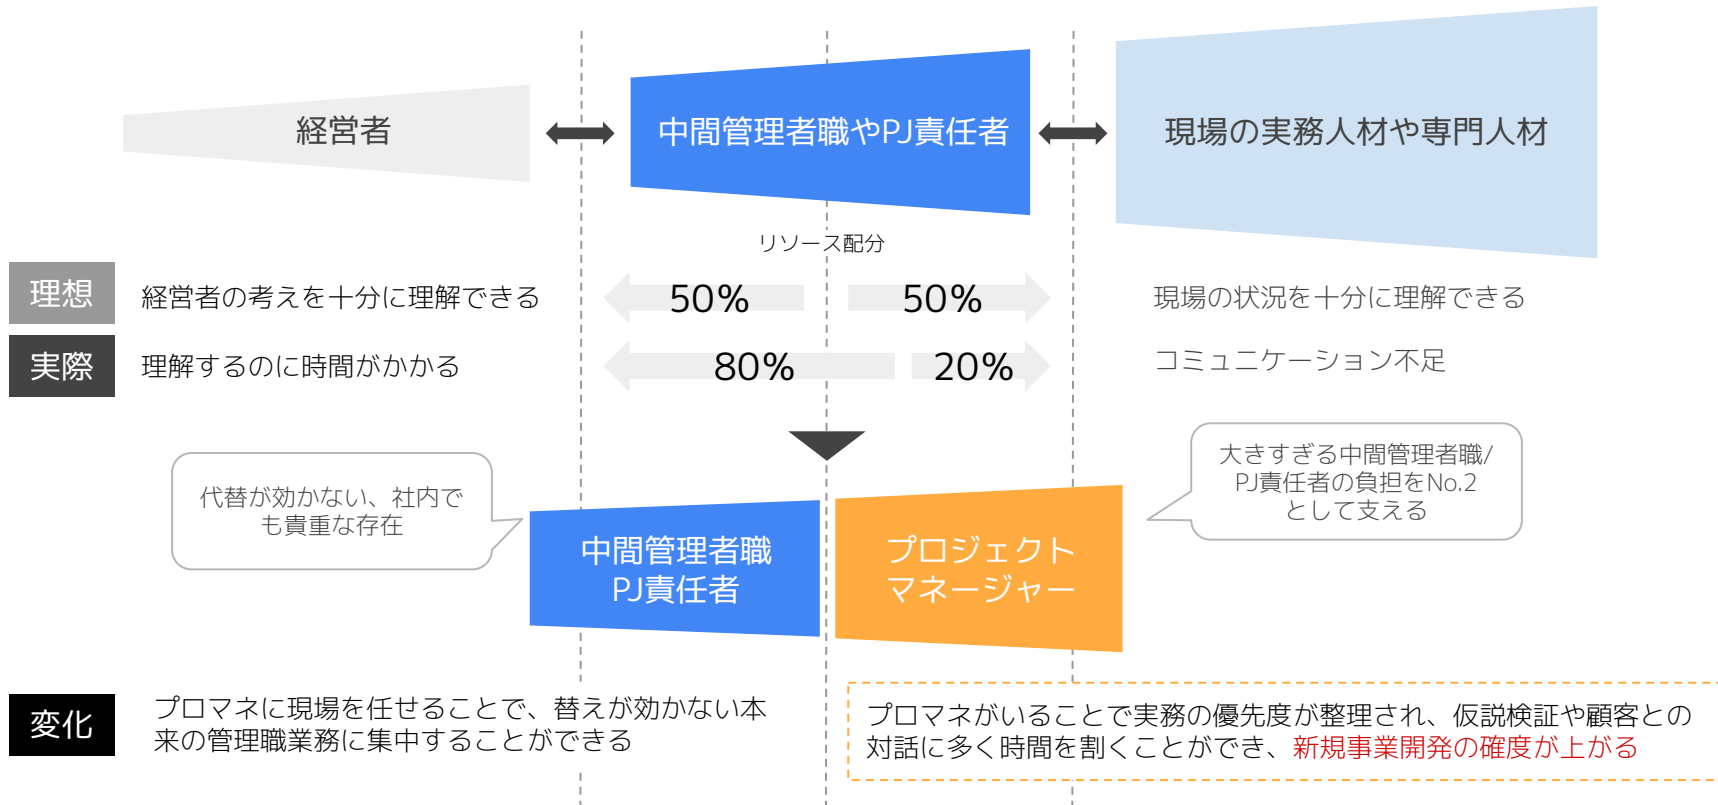 経営者
中間管理者職やPJ責任者
現場の実務人材や専門人材
リソース配分
理想
経営者の考えを十分に理解できる
50%
50%
現場の状況を十分に理解できる
実際
理解するのに時間がかかる
80%
20%
コミュニケーション不足
代替が効かない、社内で
も貴重な存在
大きすぎる中間管理者職/
PJ責任者の負担をNo.2
として支える
中間管理者職
PJ責任者
プロジェクト
マネージャー
変化
プロマネに現場を任せることで、替えが効かない本
来の管理職業務に集中することができる
プロマネがいることで実務の優先度が整理され、仮説検証や顧客との
対話に多く時間を割くことができ、新規事業開発の確度が上がる